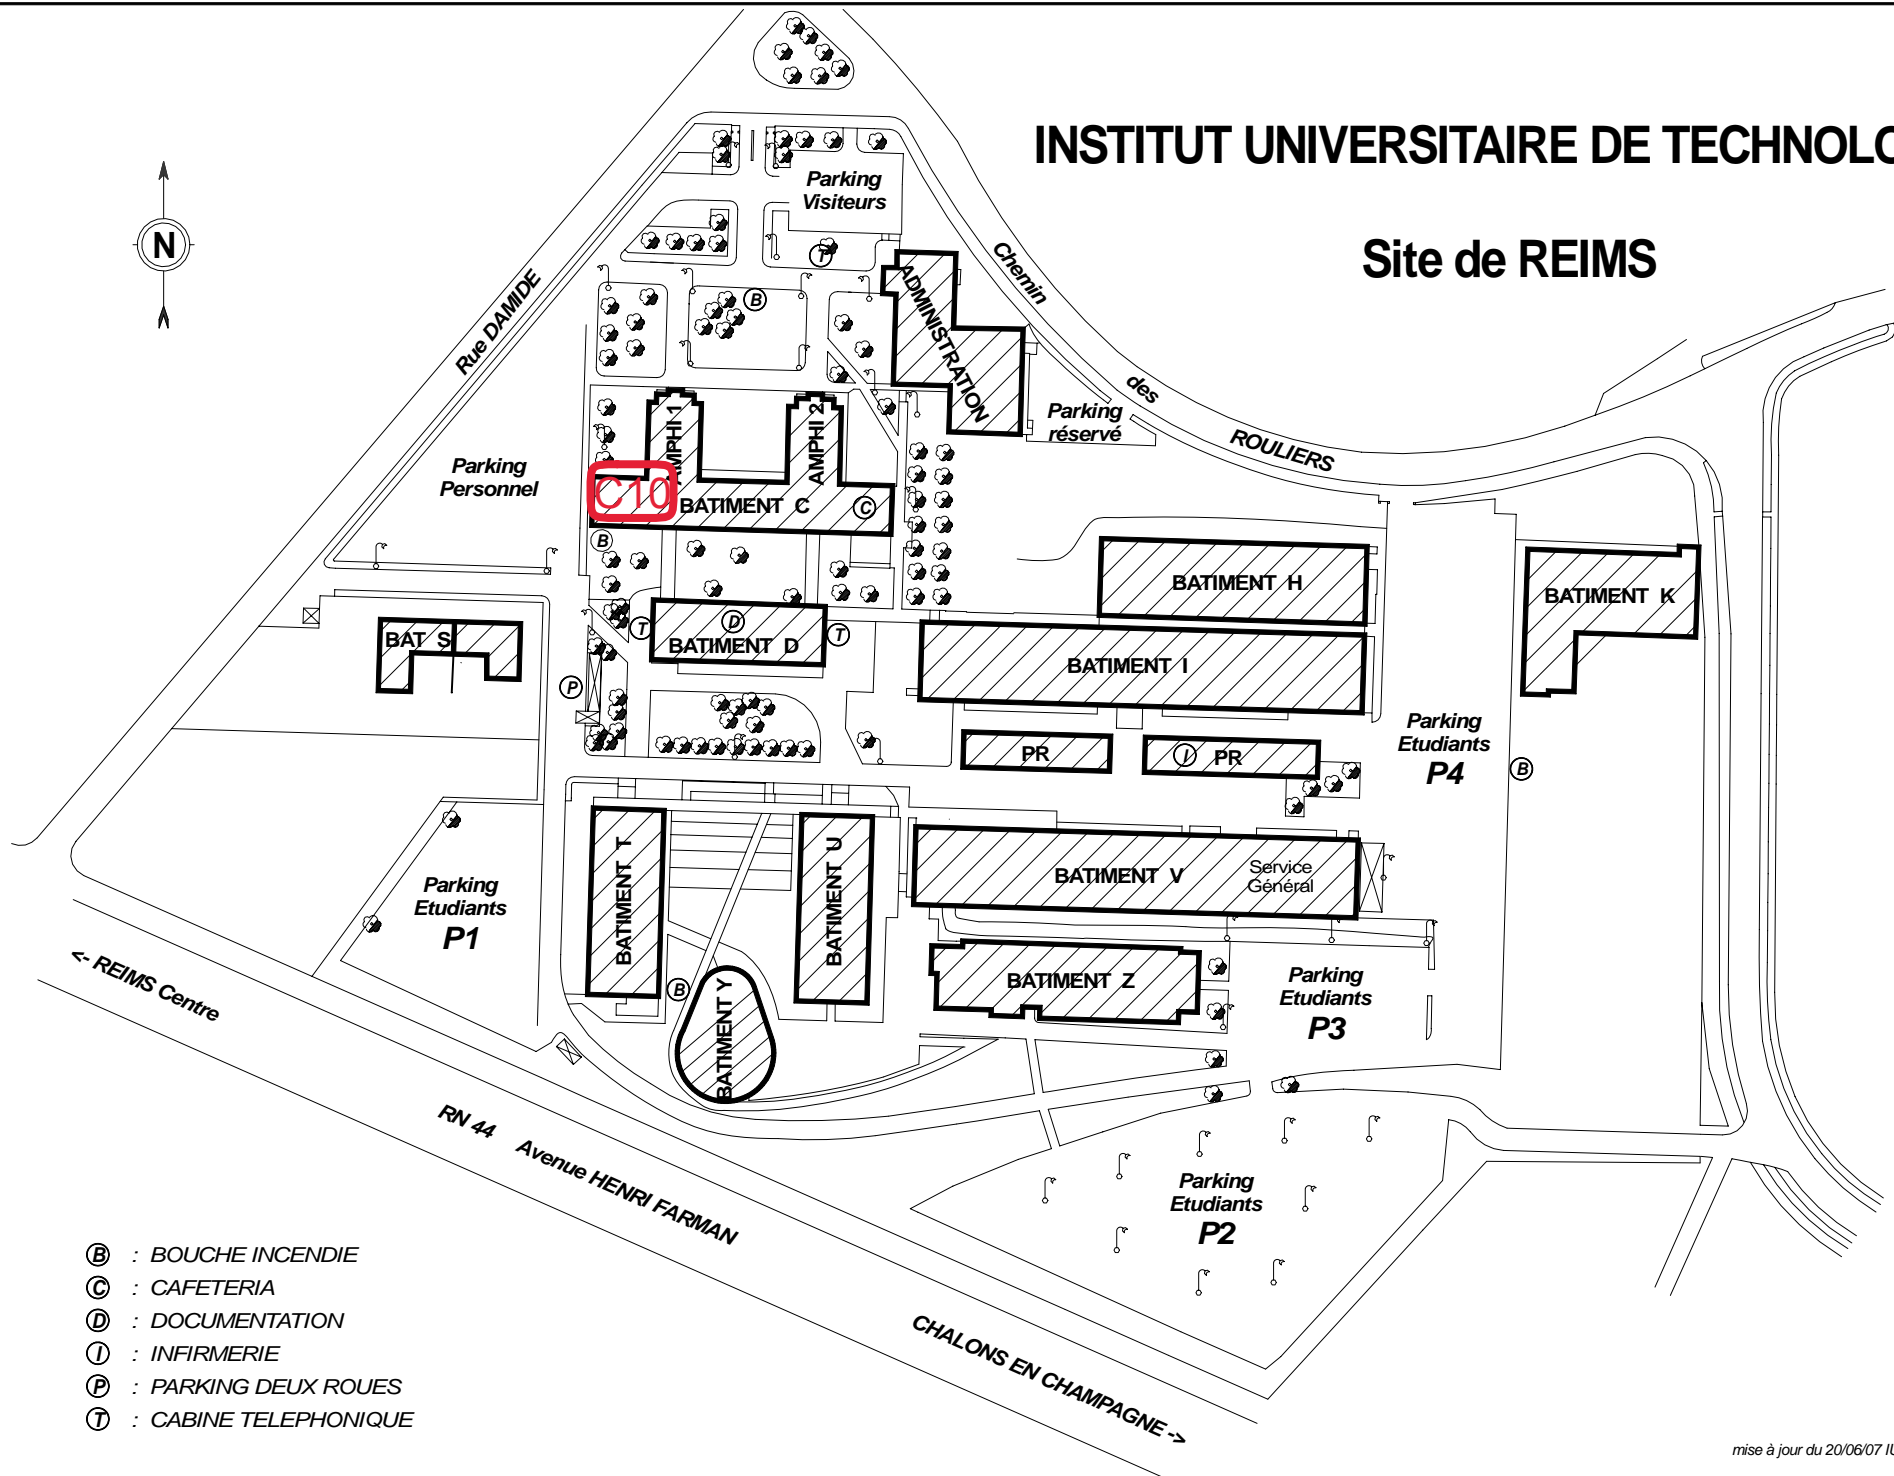 INSTITUT UNIVERSITAIRE DE TECHNOLO
Site de REIMS
N
Parking
Visiteurs
T
B
Rue DAMIDE
ADMINISTRATION
Chemin
des
ROULIERS
Parking
réservé
AMPHI 1
AMPHI 2
Parking
Personnel
C10
BATIMENT C
C
B
BATIMENT H
BATIMENT K
BAT S
T
D
BATIMENT D
T
BATIMENT I
P
PR
I
PR
Parking
Etudiants
P4
B
BATIMENT T
BATIMENT U
BATIMENT V
Service
Général
Parking
Etudiants
P1
BATIMENT Z
B
BATIMENT Y
Parking
Etudiants
P3
<- REIMS Centre
RN 44 Avenue HENRI FARMAN
Parking
Etudiants
P2
CHALONS EN CHAMPAGNE ->
B : BOUCHE INCENDIE
C : CAFETERIA
D : DOCUMENTATION
I : INFIRMERIE
P : PARKING DEUX ROUES
T : CABINE TELEPHONIQUE
mise à jour du 20/06/07 IU